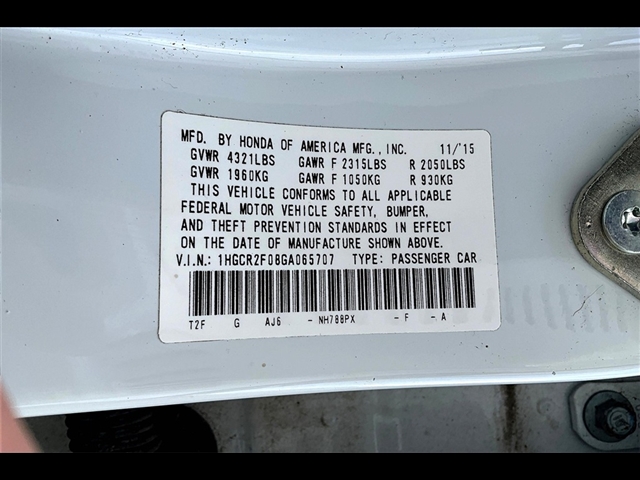 MFD. BY HONDA OF AMERICA MFG., INC. 11/'15
GVWR 4321LBS GAWR F 2315LBS R 2050LBS
GVWR 1960KG GAWR F 1050KG R 930KG
THIS VEHICLE CONFORMS TO ALL APPLICABLE
FEDERAL MOTOR VEHICLE SAFETY, BUMPER,
AND THEFT PREVENTION STANDARDS IN EFFECT
ON THE DATE OF MANUFACTURE SHOWN ABOVE.
V.I.N.: 1HGCR2F08GA065707 TYPE: PASSENGER CAR
T2F G AJ6 - NH788PX - F - A